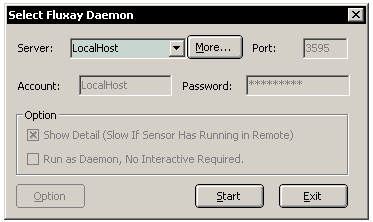 Select Fluxay Daemon
Server: LocalHost More... Port: 3595
Account: LocalHost Password: *********
Option
Show Detail (Slow If Sensor Has Running in Remote)
Run as Daemon, No Interactive Required.
Option Start Exit